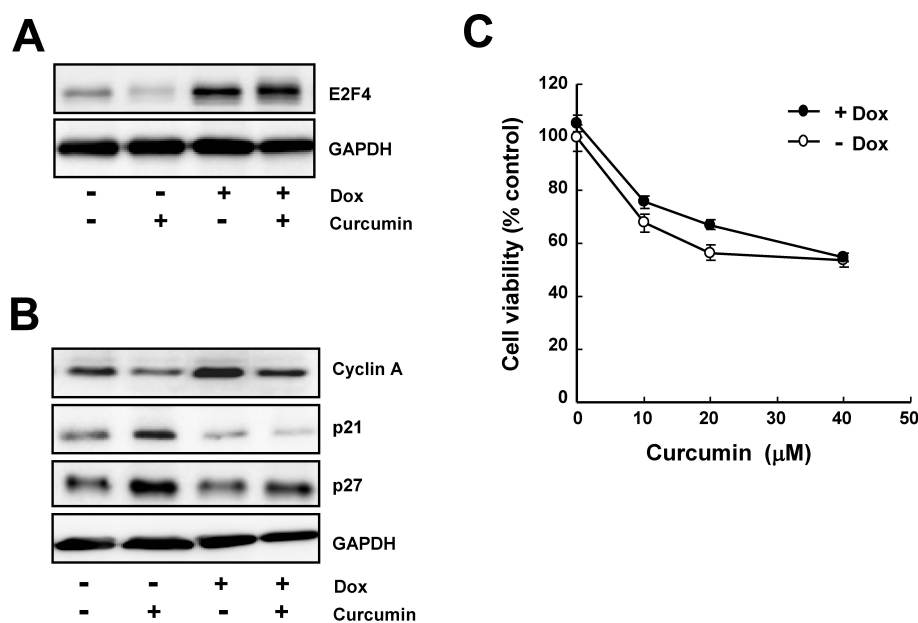 A
E2F4
GAPDH
- - + + Dox
- + - + Curcumin
B
Cyclin A
p21
p27
GAPDH
- - + + Dox
- + - + Curcumin
C
Cell viability (% control)
120
100
80
60
40
20
0
0 10 20 30 40 50
Curcumin (μM)
+ Dox
- Dox